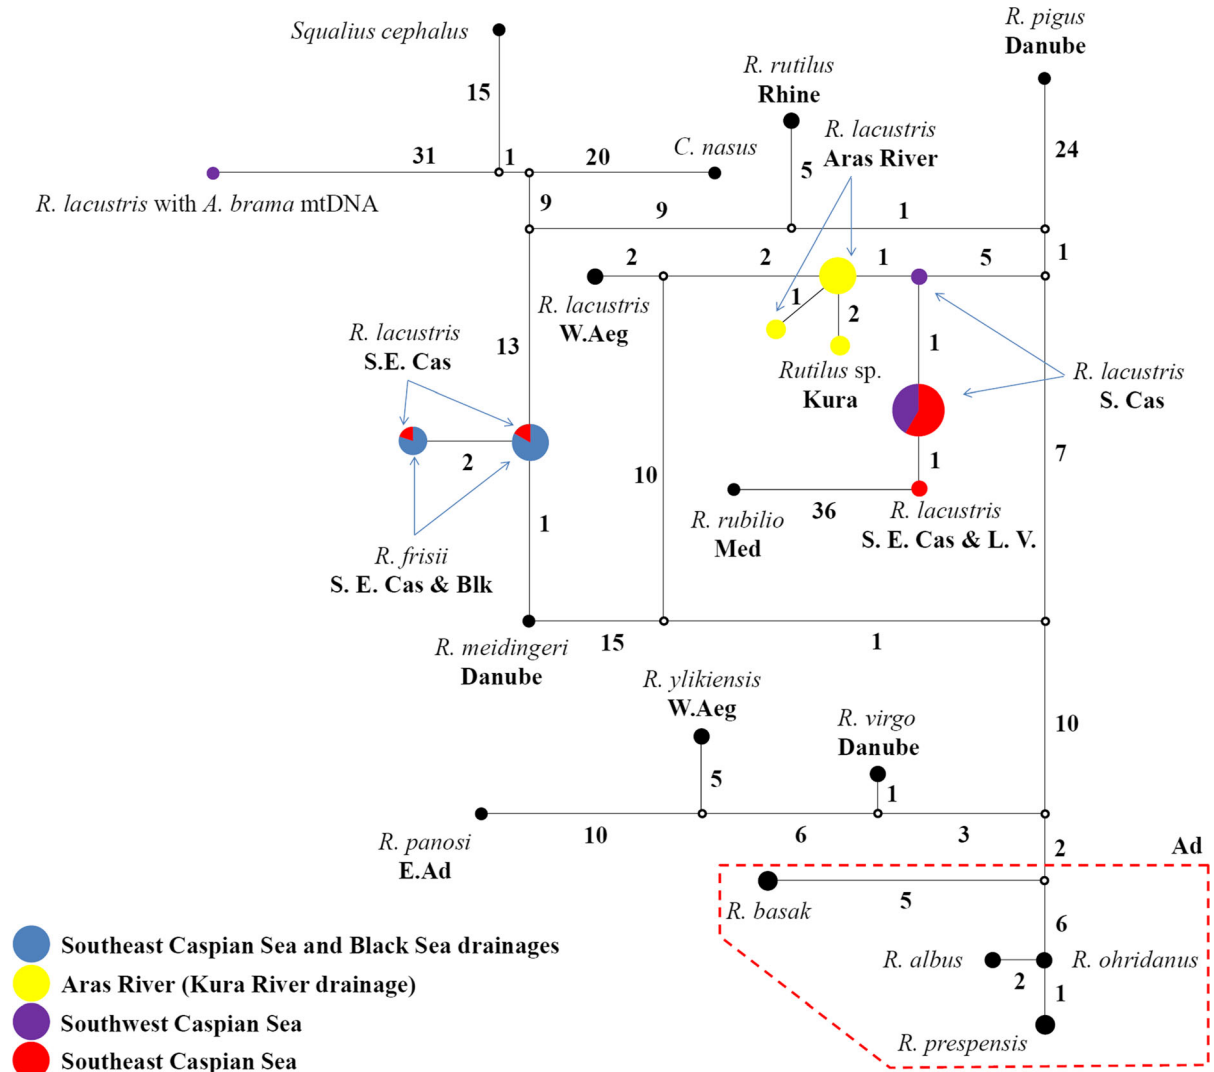 Squalius cephalus
R. pigus
Danube
R. rutilus
Rhine
15
R. lacustris
Aras River
24
31
1
20
C. nasus
5
R. lacustris with A. brama mtDNA
9
9
1
2
2
1
5
1
R. lacustris
W.Aeg
1
2
R. lacustris
S.E. Cas
13
1
Rutilus sp.
Kura
R. lacustris
S. Cas
2
10
1
7
36
R. rubilio
Med
R. lacustris
S. E. Cas & L. V.
1
R. frisii
S. E. Cas & Blk
R. meidingeri
Danube
15
1
R. ylikiensis
W.Aeg
R. virgo
Danube
10
5
1
R. panosi
E.Ad
10
6
3
2
Ad
R. basak
5
6
R. albus
2
R. ohridanus
1
R. prespensis
Southeast Caspian Sea and Black Sea drainages
Aras River (Kura River drainage)
Southwest Caspian Sea
Southeast Caspian Sea